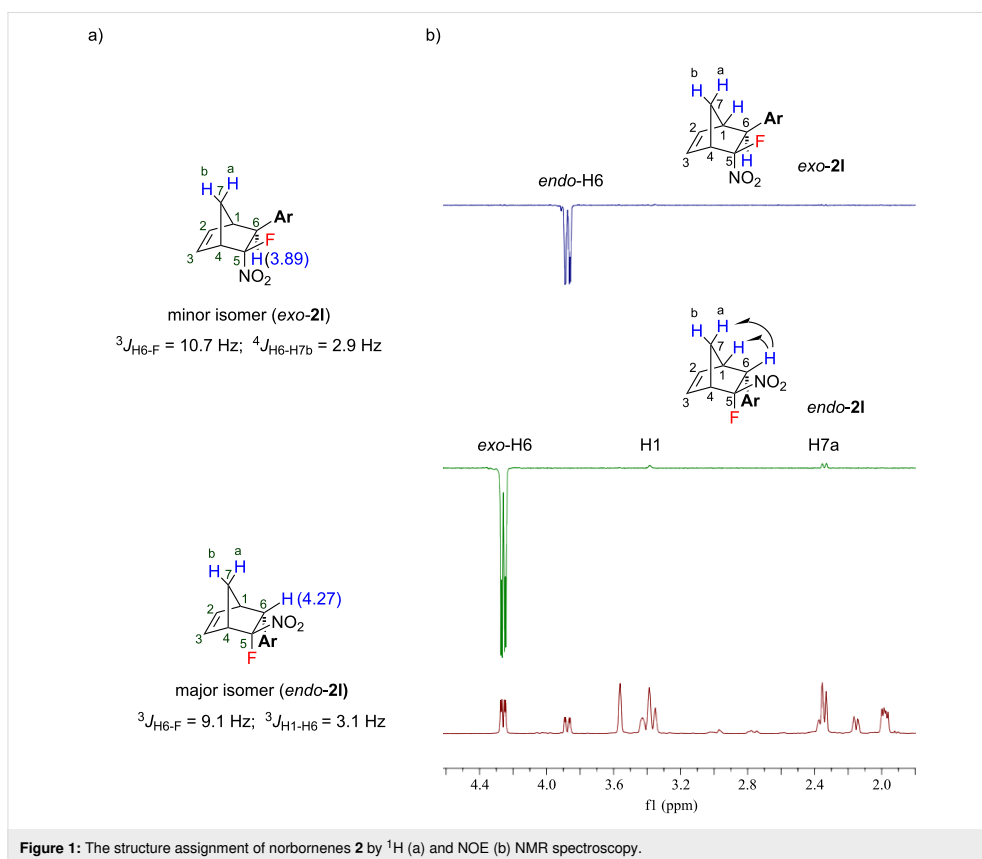 a)
b)
b a
H H
7
1
2
6
Ar
F
3
4
5
H (3.89)
NO2
minor isomer (exo-2l)
3JH6-F = 10.7 Hz; 4JH6-H7b = 2.9 Hz
b a
H H
7
1
2
6
H (4.27)
NO2
3
4
5
Ar
F
major isomer (endo-2l)
3JH6-F = 9.1 Hz; 3JH1-H6 = 3.1 Hz
b a
H H
7
H
Ar
2
1
6
F
3
4
5
H
NO2
exo-2l
endo-H6
b a
H H
7
H
H
2
1
6
NO2
3
4
5
Ar
F
endo-2l
exo-H6 H1 H7a
4.4 4.0 3.6 3.2 2.8 2.4 2.0
f1 (ppm)
Figure 1: The structure assignment of norbornenes 2 by 1H (a) and NOE (b) NMR spectroscopy.